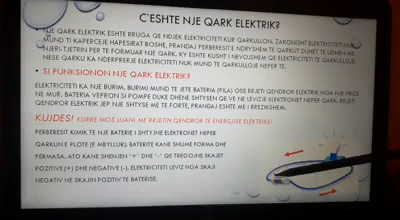 C'ESHTE NJE QARK ELEKTRIK?
• NJE QARK ELEKTRIK ESHTE RRUGA QE NDJEK ELEKTRICITETI KUR QARKULLON. ZAKONISHT ELEKTRICITETI NUK
MUND TI KAPERCEJE HAPESIRAT BOSHE, PRANDAJ PERBERESIT E NDRYSHEM TE QARKUT DUHET TE LIDHEN ME
NJERI-TJETRIN PER TE FORMUAR NJE QARK. KY ESHTE KUSHT I NEVOJSHEM QE ELEKTRICITETI TE QARKULLOJE,
NESE QARKU KA NDERPRERJE ELEKTRICITETI NUK MUND TE QARKULLOJE NEPER TE.
• SI FUNKSIONON NJE QARK ELEKTRIK?
ELEKTRICITETI KA NJE BURIM. BURIMI MUND TE JETE BATERIA (PILA) OSE RRJETI QENDROR ELEKTRIK NGA NJE PRIZE
NE MUR. BATERIA VEPRON SI POMPE DUKE DHENE SHTYSEN QE VE NE LEVIZJE ELEKTRONET NEPER QARK. RRJETI
QENDROR ELEKTRIK JEP NJE SHTYSE ME TE FORTE, PRANDAJ ESHTE ME I RREZIKSHEM.
KUJDES! KURRE MOS LUANI ME RRJETIN QENDROR TE ENERGJISE ELEKTRIKE!
PERBERESIT KIMIK TE NJE BATERIE I SHTYJNE ELEKTRONET NEPER
QARKUN E PLOTE (E MBYLLUR). BATERITE KANE SHUME FORMA DHE
PERMASA. ATO KANE SHENJEN "+" DHE "-" QE TREGOJNE SKAJET
POZITIVE (+) DHE NEGATIVE (-). ELEKTRICITETI LEVIZ NGA SKAJI
NEGATIV NE SKAJIN POZITIV TE BATERISE.